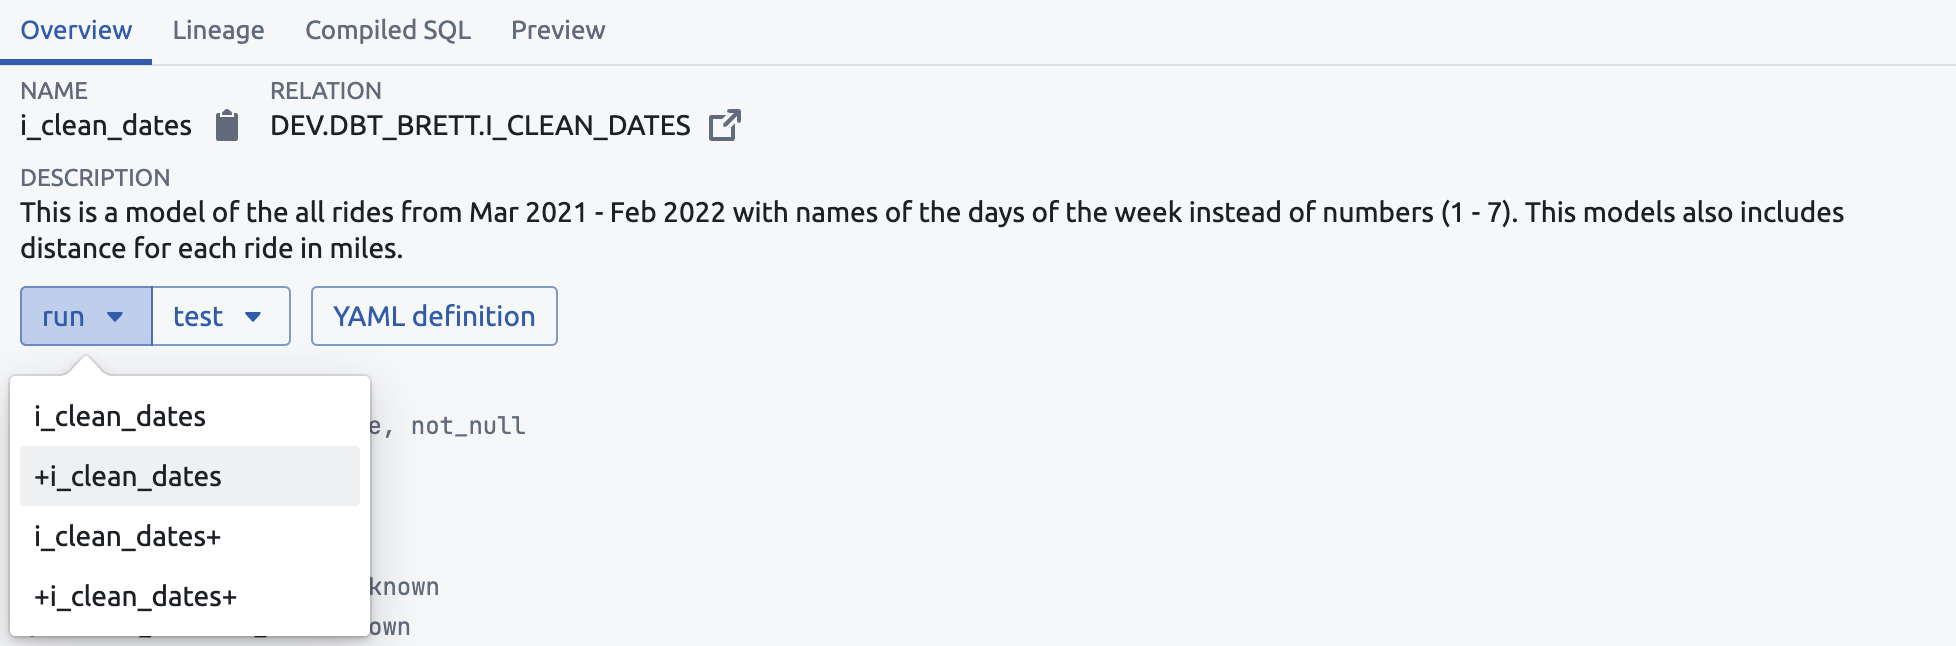 Overview Lineage Compiled SQL Preview
NAME RELATION
i_clean_dates DEV.DBT_BRETT.I_CLEAN_DATES
DESCRIPTION
This is a model of the all rides from Mar 2021 - Feb 2022 with names of the days of the week instead of numbers (1 - 7). This models also includes
distance for each ride in miles.
run test YAML definition
i_clean_dates
e, not_null
+i_clean_dates
i_clean_dates+
known
+i_clean_dates+
own